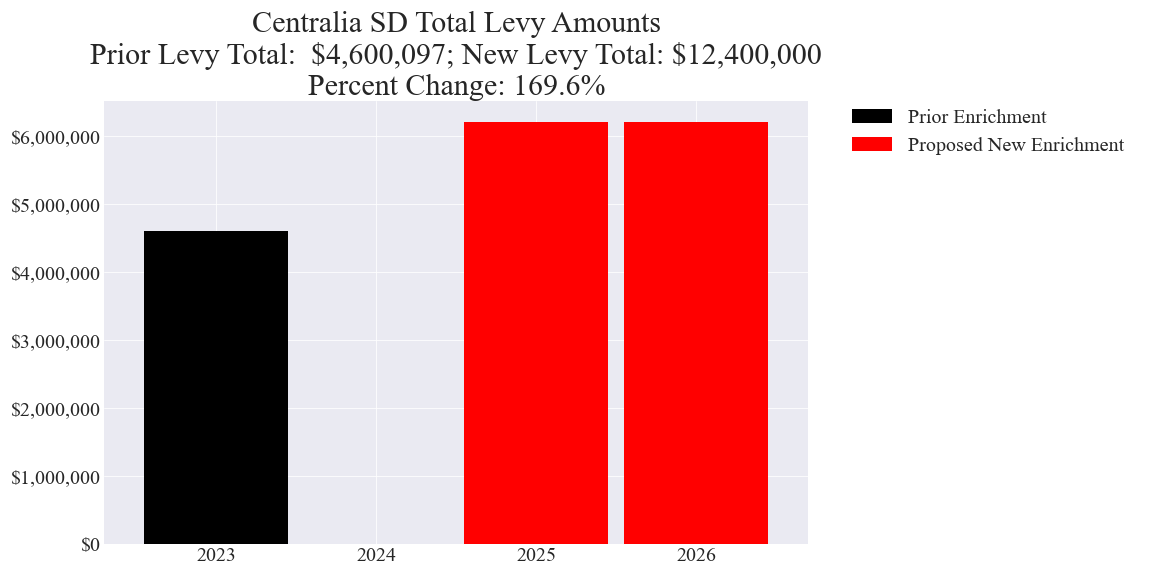 Centralia SD Total Levy Amounts
Prior Levy Total:  $4,600,097; New Levy Total: $12,400,000
Percent Change: 169.6%
Prior Enrichment
Proposed New Enrichment
$6,000,000
$5,000,000
$4,000,000
$3,000,000
$2,000,000
$1,000,000
$0
2023 2024 2025 2026